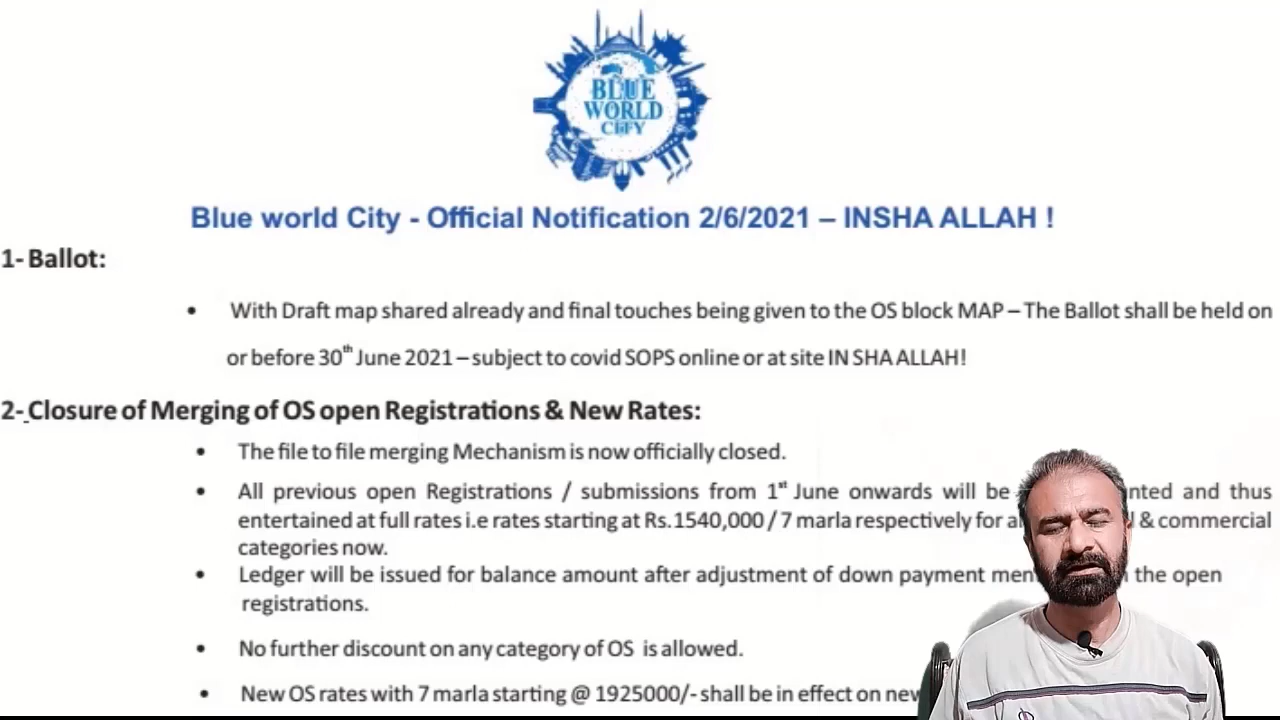 BLUE
WORLD
CITY
Blue world City - Official Notification 2/6/2021 – INSHA ALLAH !
1- Ballot:
• With Draft map shared already and final touches being given to the OS block MAP – The Ballot shall be held on
or before 30th June 2021 – subject to covid SOPS online or at site IN SHA ALLAH!
2- Closure of Merging of OS open Registrations & New Rates:
• The file to file merging Mechanism is now officially closed.
• All previous open Registrations / submissions from 1st June onwards will be and thus
entertained at full rates i.e rates starting at Rs.1540,000 / 7 marla respectively for & commercial
categories now.
• Ledger will be issued for balance amount after adjustment of down payment the open
registrations.
• No further discount on any category of OS is allowed.
• New OS rates with 7 marla starting @ 1925000/- shall be in effect on